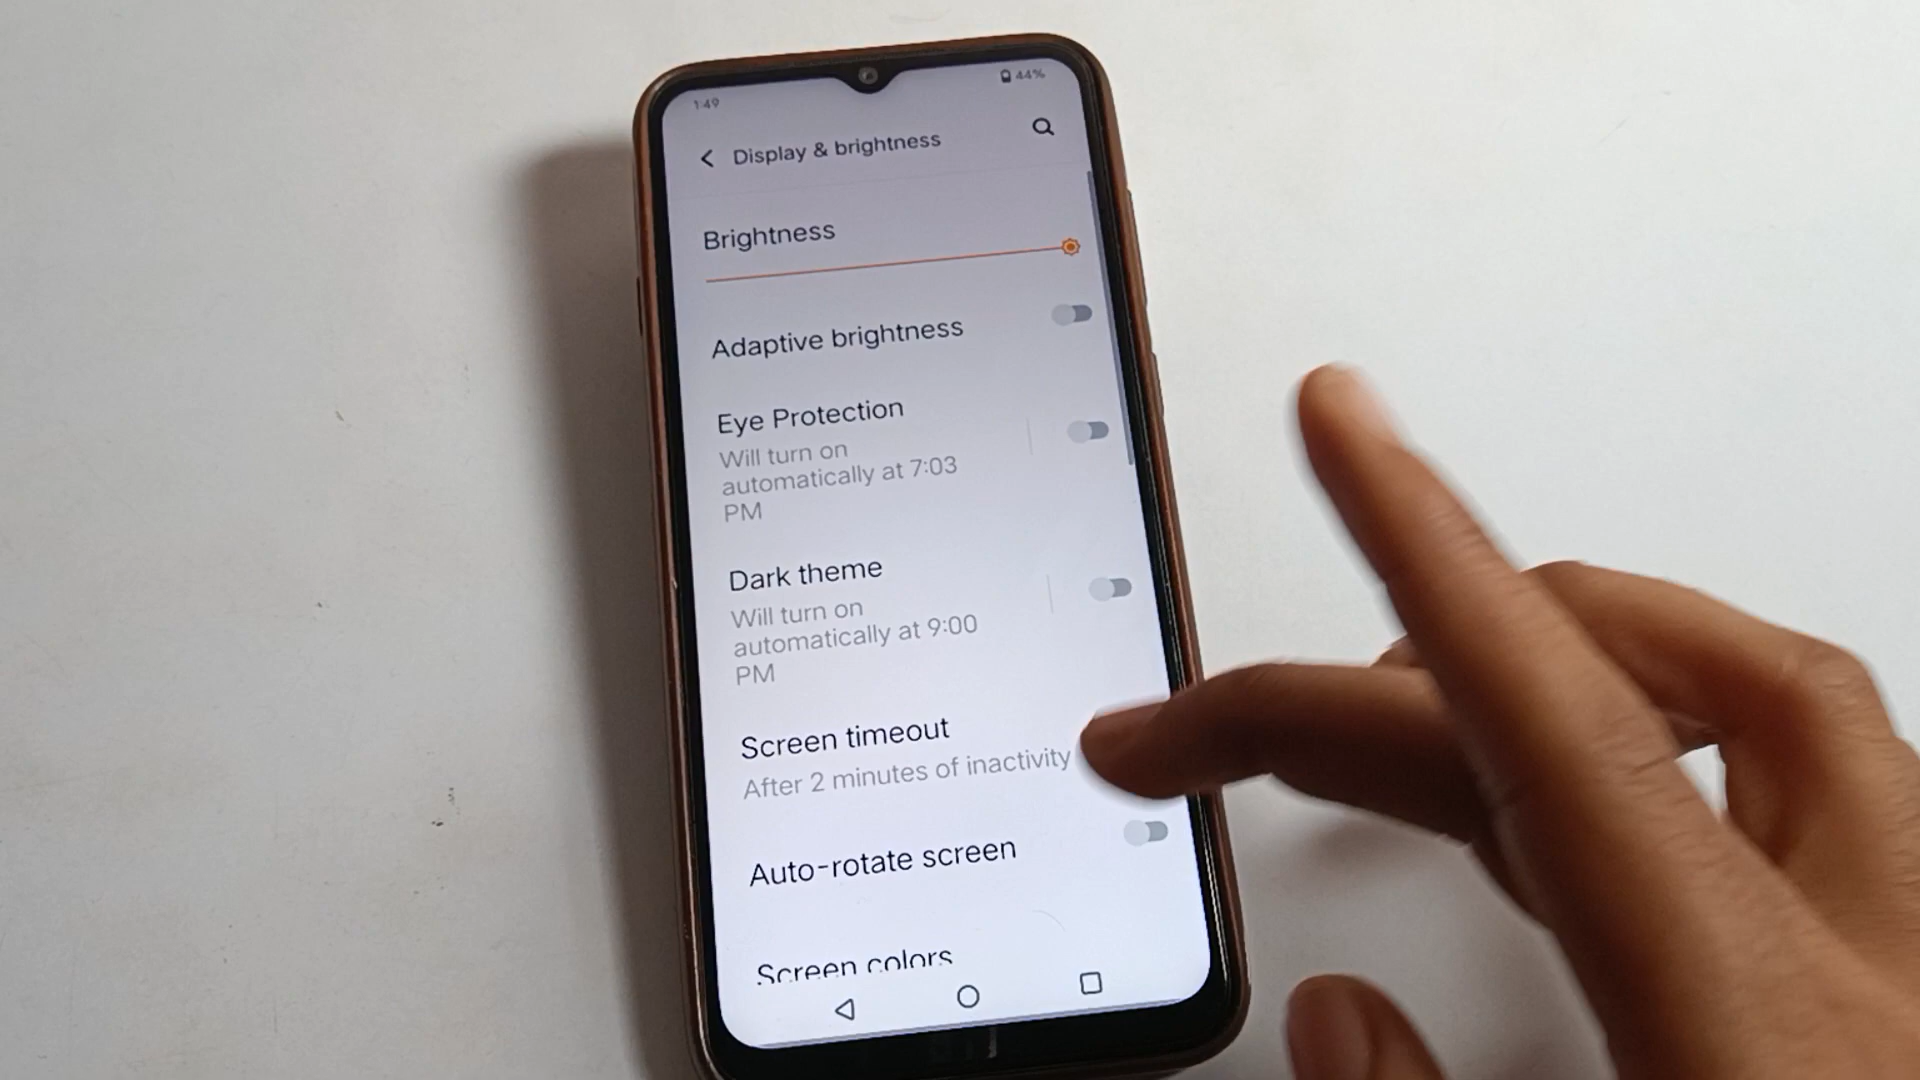 1:49
44%
Display & brightness
Brightness
Adaptive brightness
Eye Protection
Will turn on
automatically at 7:03
PM
Dark theme
Will turn on
automatically at 9:00
PM
Screen timeout
After 2 minutes of inactivity
Auto-rotate screen
Screen colors